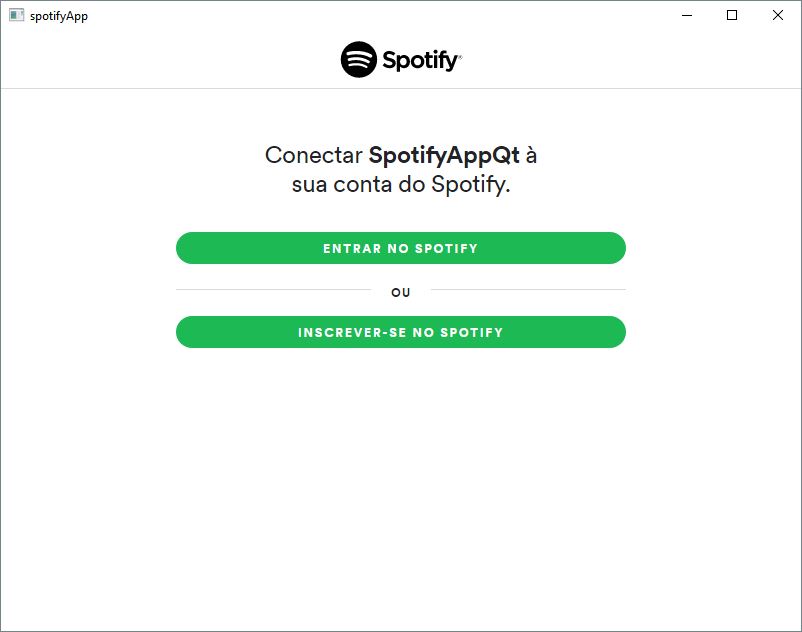 spotifyApp
Spotify®
Conectar SpotifyAppQt à
sua conta do Spotify.
ENTRAR NO SPOTIFY
OU
INSCREVER-SE NO SPOTIFY